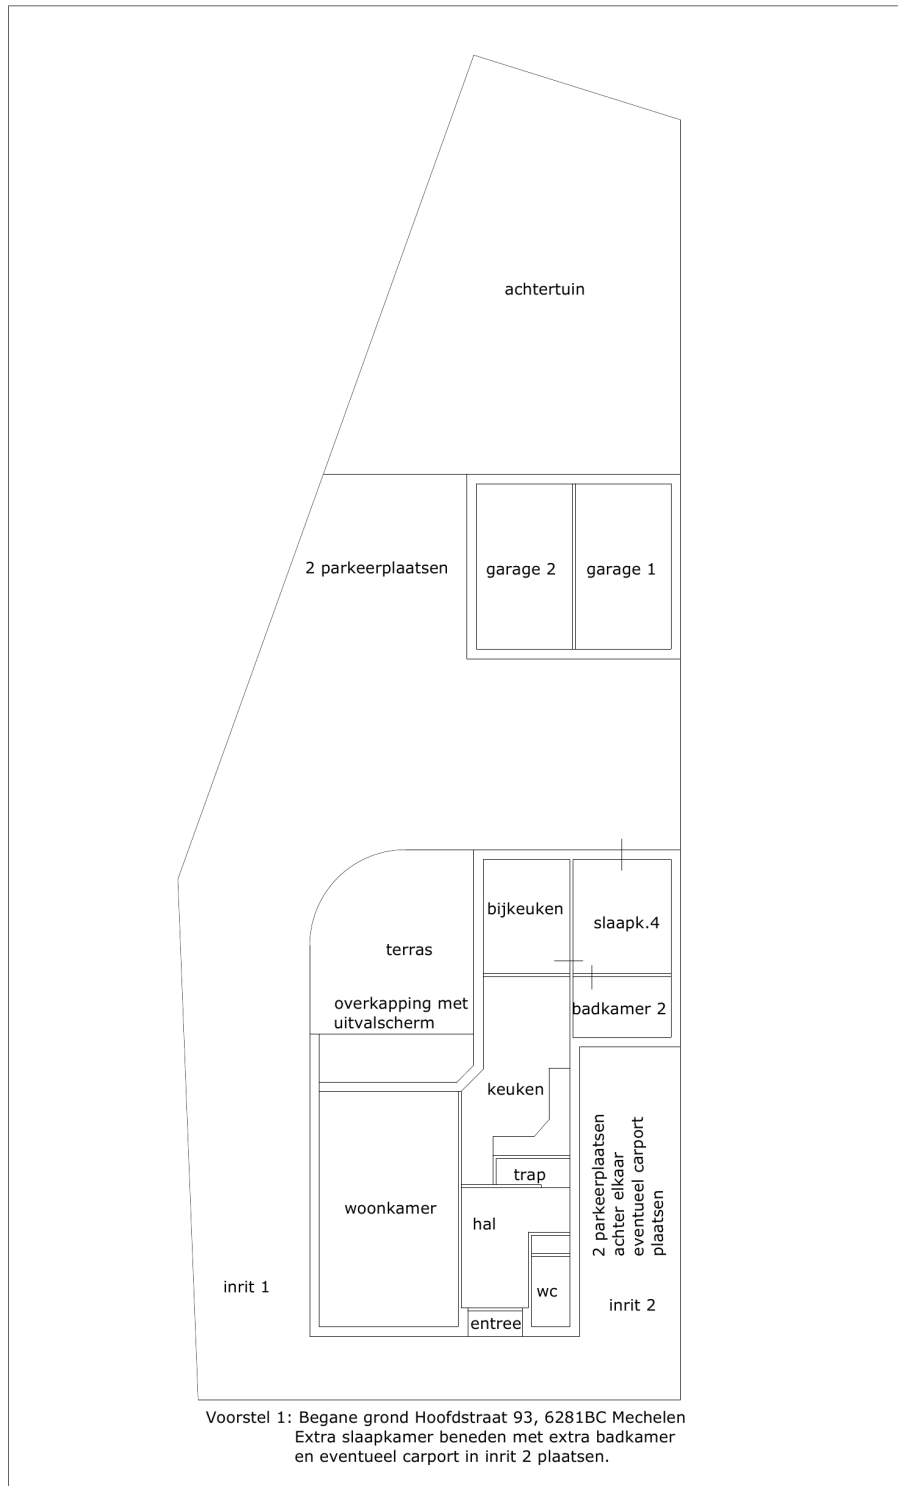 achtertuin
2 parkeerplaatsen
garage 2
garage 1
bijkeuken
slaapk.4
terras
overkapping met
uitvalscherm
badkamer 2
keuken
2 parkeerplaatsen
achter elkaar
eventueel carport
plaatsen
trap
woonkamer
hal
inrit 1
wc
inrit 2
entree
Voorstel 1: Begane grond Hoofdstraat 93, 6281BC Mechelen
Extra slaapkamer beneden met extra badkamer
en eventueel carport in inrit 2 plaatsen.